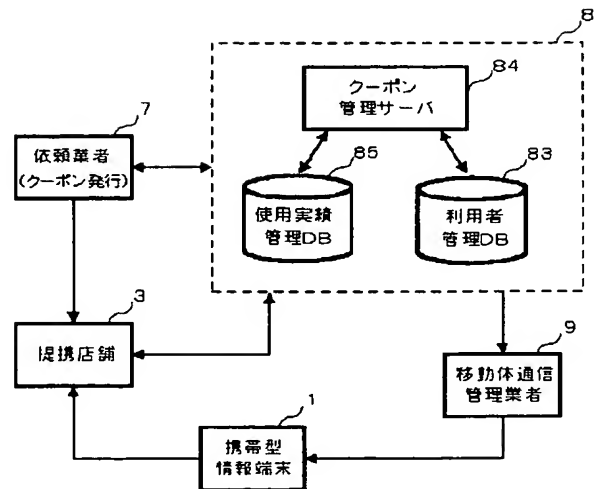 8
84
クーポン
管理サーバ
7
依頼業者
(クーポン発行)
85
使用実績
管理DB
83
利用者
管理DB
3
提携店舗
9
移動体通信
管理業者
1
携帯型
情報端末